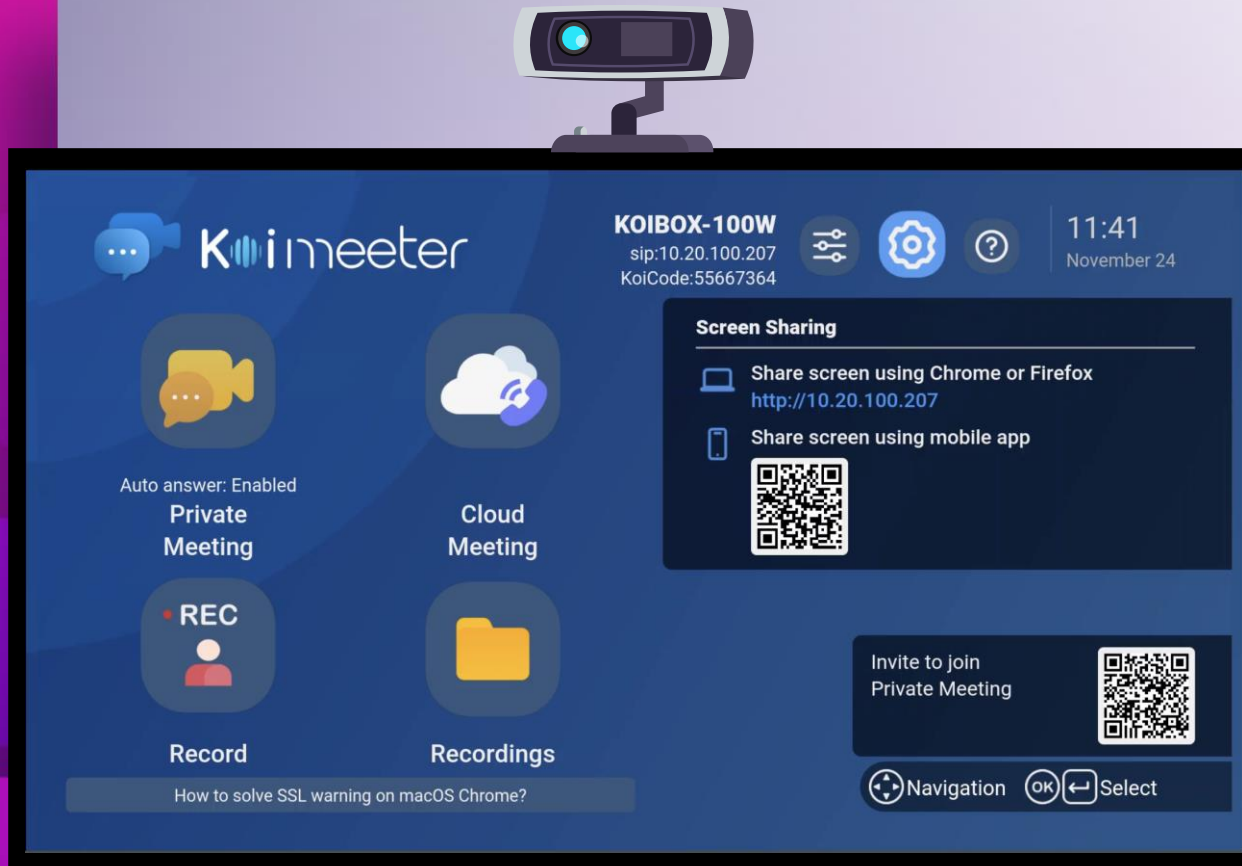 Koimeeter
KOIBOX-100W
sip:10.20.100.207
KoiCode:55667364
11:41
November 24
Screen Sharing
Share screen using Chrome or Firefox
http://10.20.100.207
Share screen using mobile app
Auto answer: Enabled
Private
Meeting
Cloud
Meeting
REC
Record
Recordings
Invite to join
Private Meeting
How to solve SSL warning on macOS Chrome?
Navigation
OK
Select